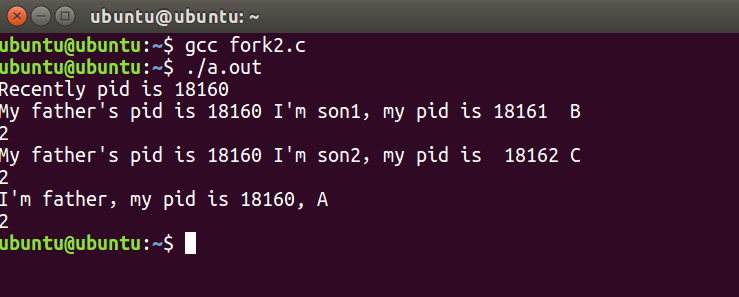 ubuntu@ubuntu: ~
ubuntu@ubuntu:~$ gcc fork2.c
ubuntu@ubuntu:~$ ./a.out
Recently pid is 18160
My father's pid is 18160 I'm son1, my pid is 18161  B
2
My father's pid is 18160 I'm son2, my pid is  18162 C
2
I'm father, my pid is 18160, A
2
ubuntu@ubuntu:~$